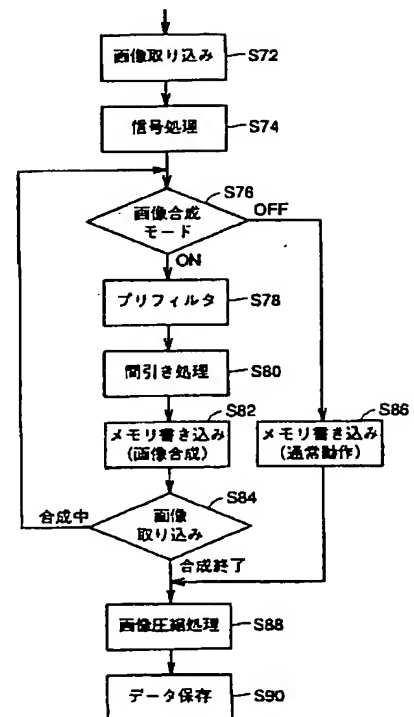 画像取り込み
S72
信号処理
S74
S76
画像合成
モード
OFF
ON
プリフィルタ
S78
間引き処理
S80
S82
メモリ書き込み
(画像合成)
S86
メモリ書き込み
(通常動作)
S84
画像
取り込み
合成中
合成終了
画像圧縮処理
S88
データ保存
S90